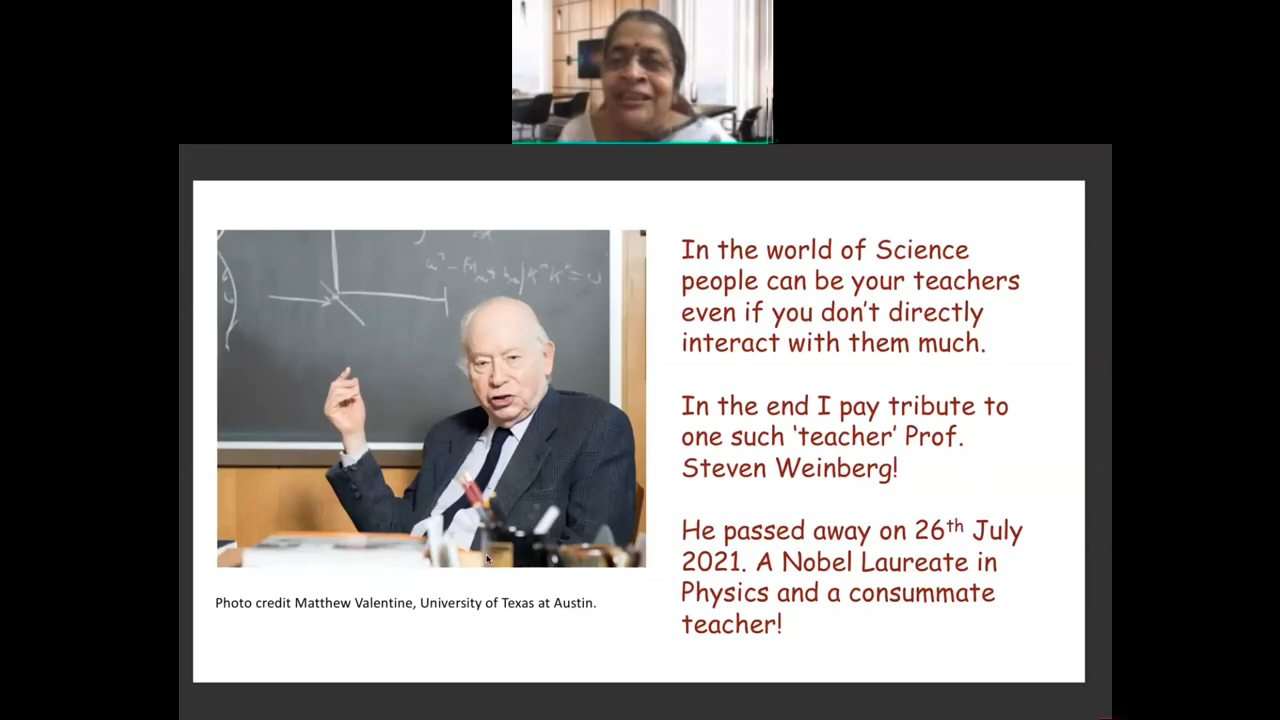 In the world of Science
people can be your teachers
even if you don't directly
interact with them much.
In the end I pay tribute to
one such 'teacher' Prof.
Steven Weinberg!
He passed away on 26th July
2021. A Nobel Laureate in
Physics and a consummate
teacher!
Photo credit Matthew Valentine, University of Texas at Austin.